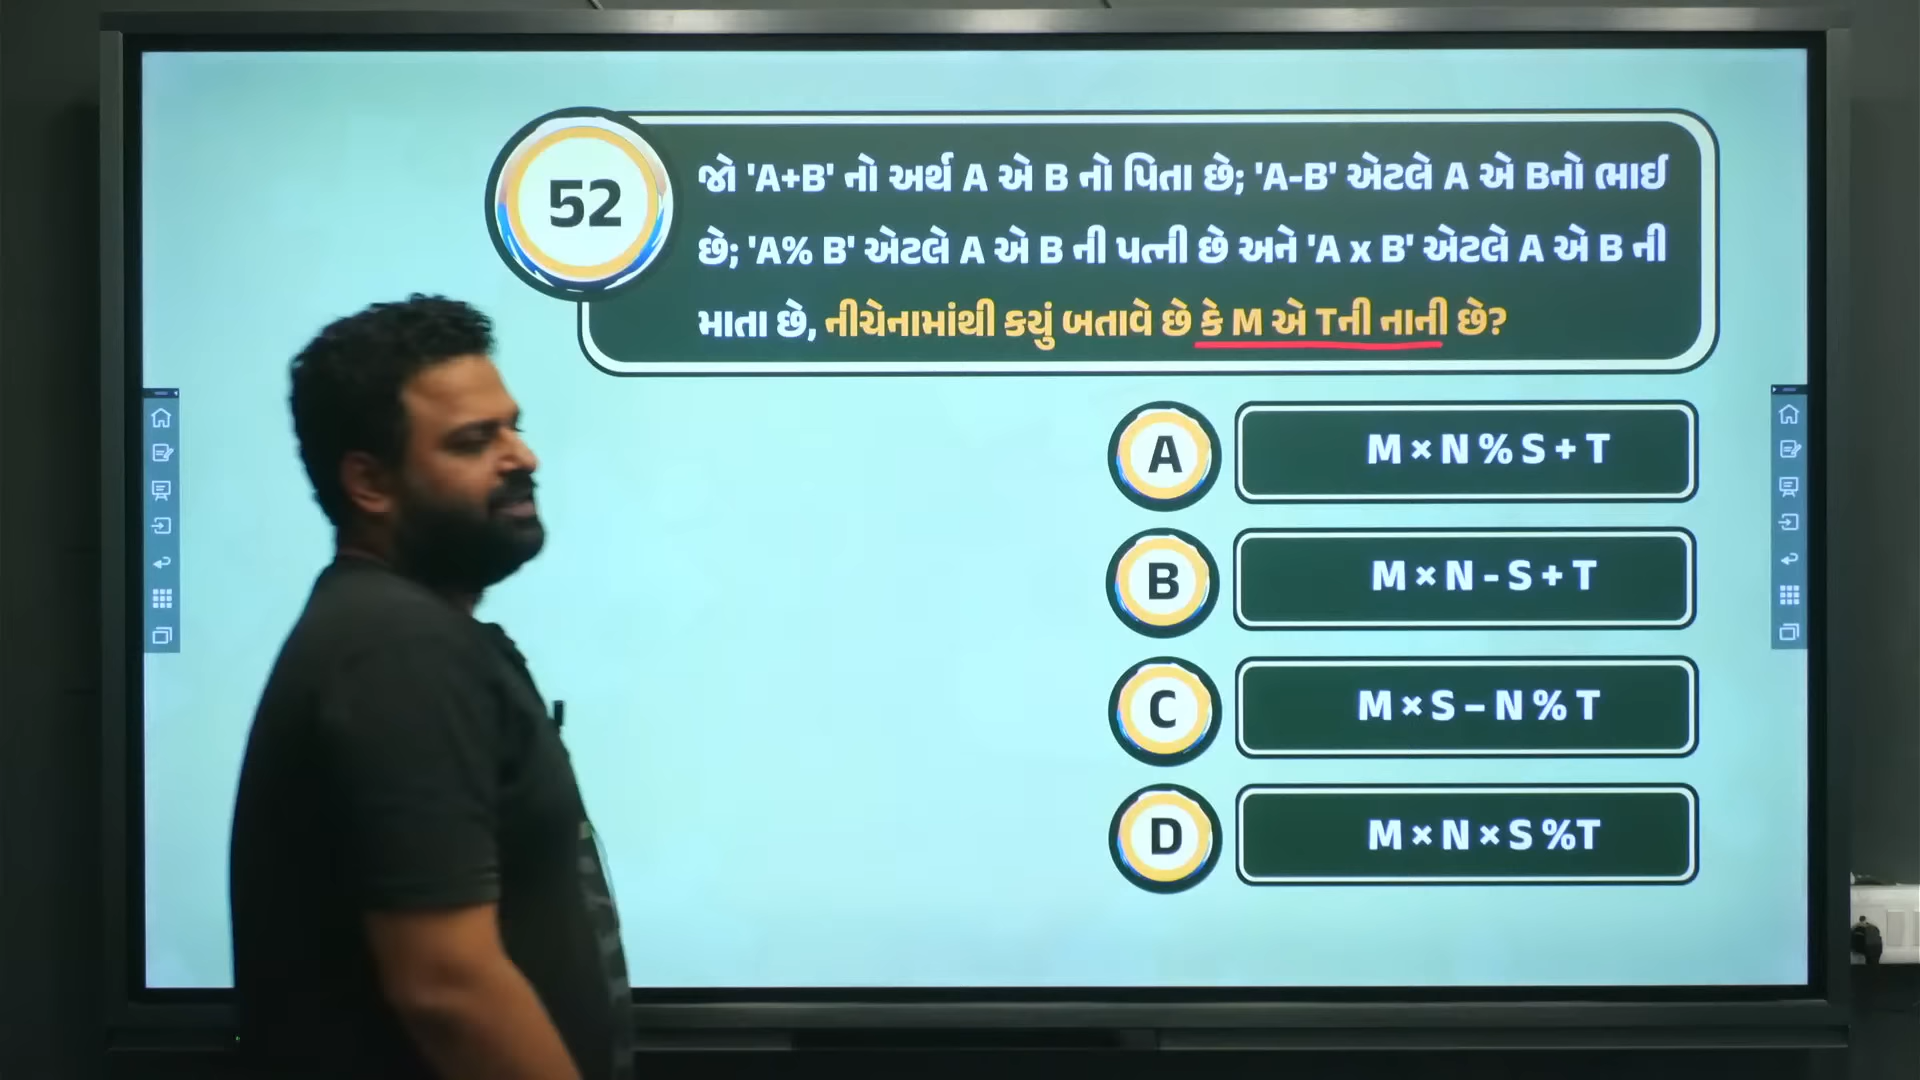 52
જો 'A+B' નો અર્થ A એ B નો પિતા છે; 'A-B' એટલે A એ Bનો ભાઈ
છે; 'A% B' એટલે A એ B ની પત્ની છે અને 'A x B' એટલે A એ B ની
માતા છે, નીચેનામાંથી કયું બતાવે છે કે M એ Tની નાની છે?
A M × N % S + T
B M × N - S + T
C M × S – N % T
D M × N × S %T